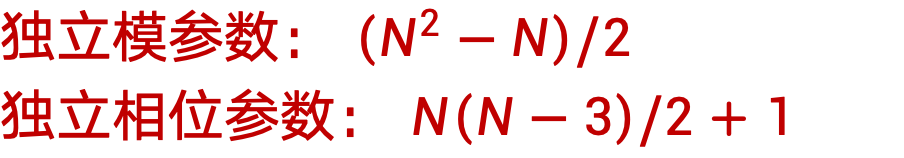 独立模参数： (N² − N)/2
独立相位参数： N(N − 3)/2 + 1